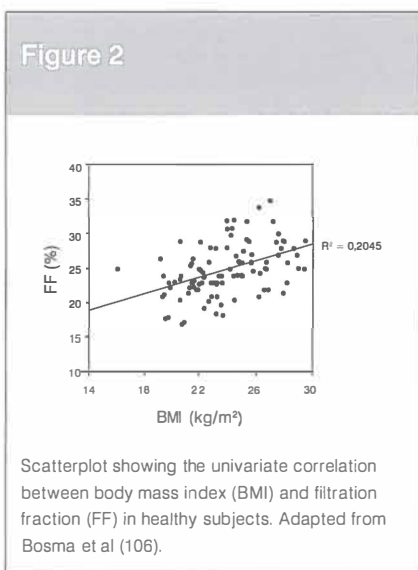 Figure 2
40
35
30
25
20
15
10
FF (%)
R² = 0,2045
14
18
22
26
30
BMI (kg/m²)
Scatterplot showing the univariate correlation
between body mass index (BMI) and filtration
fraction (FF) in healthy subjects. Adapted from
Bosma et al (106).